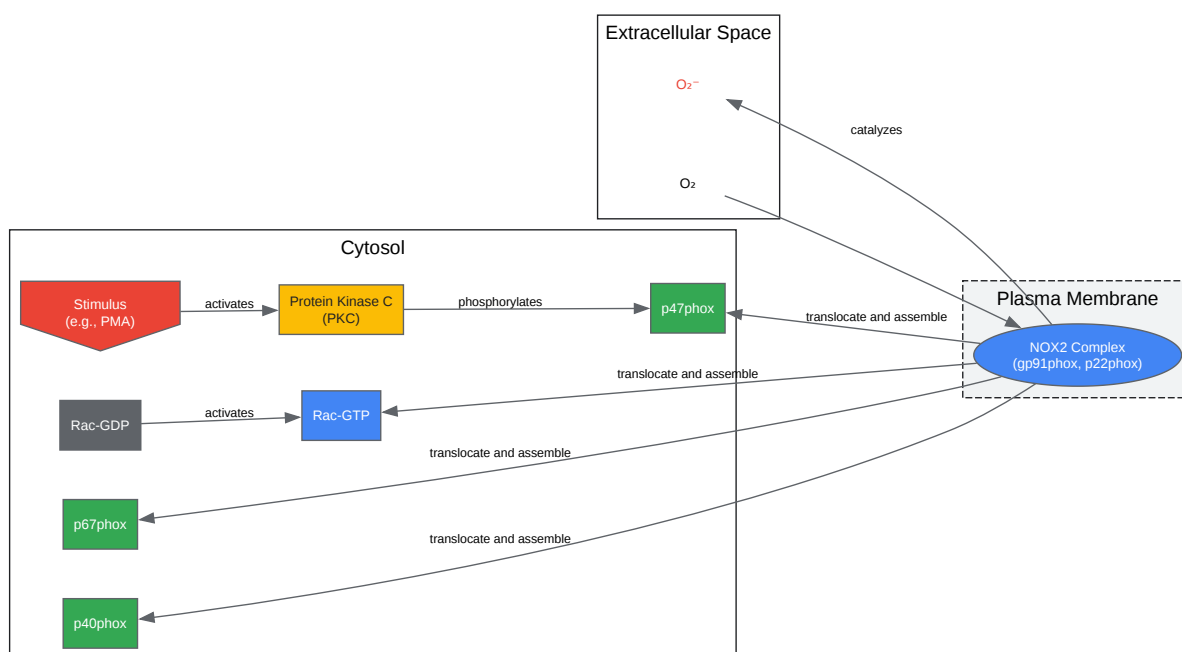 Extracellular Space
O₂⁻
catalyzes
O₂
Cytosol
Stimulus
(e.g., PMA)
activates
Protein Kinase C
(PKC)
phosphorylates
p47phox
translocate and assemble
Plasma Membrane
NOX2 Complex
(gp91phox, p22phox)
translocate and assemble
Rac-GDP
activates
Rac-GTP
translocate and assemble
p67phox
translocate and assemble
p40phox